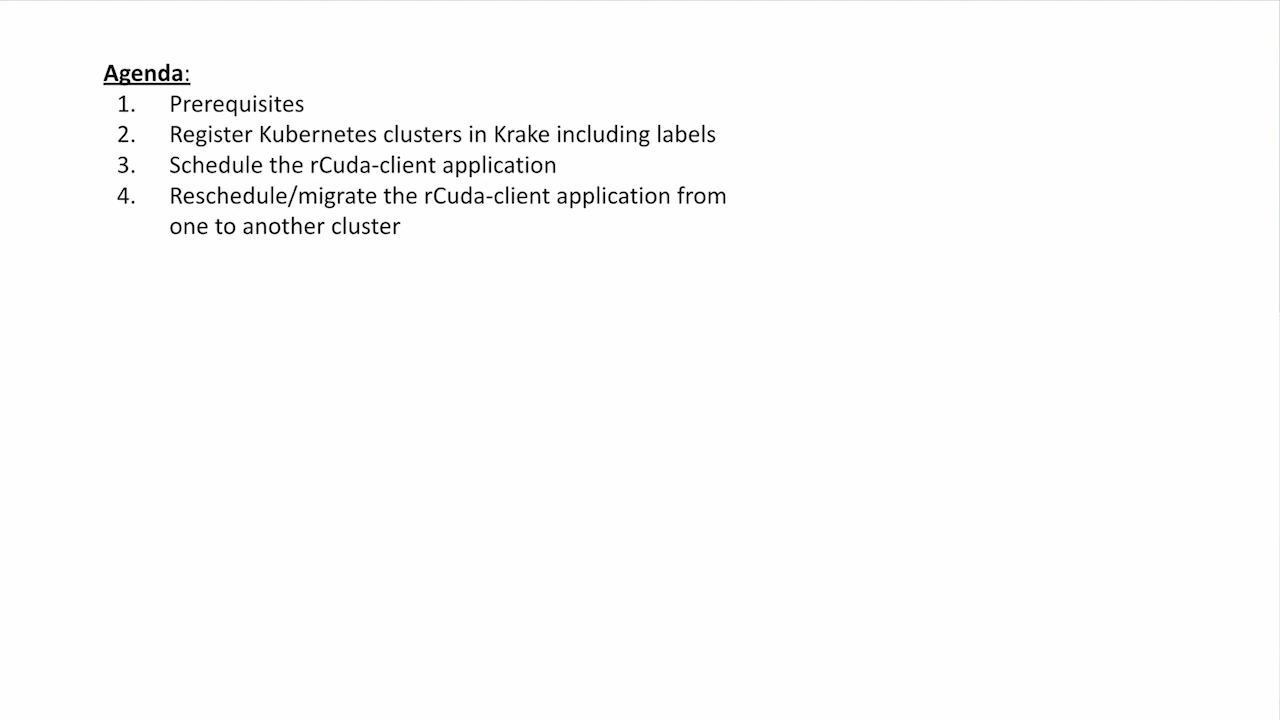 Agenda:
1. Prerequisites
2. Register Kubernetes clusters in Krake including labels
3. Schedule the rCuda-client application
4. Reschedule/migrate the rCuda-client application from
one to another cluster